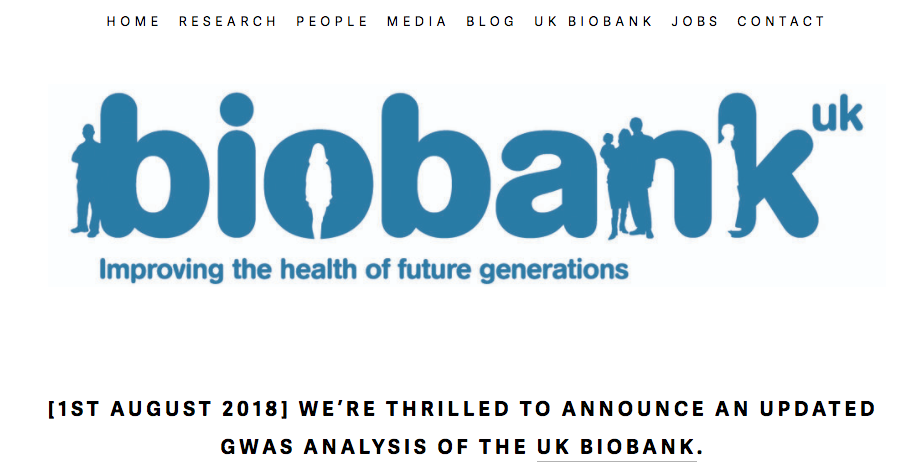 HOME RESEARCH PEOPLE MEDIA BLOG UK BIOBANK JOBS CONTACT
biobank uk
Improving the health of future generations
[1ST AUGUST 2018] WE’RE THRILLED TO ANNOUNCE AN UPDATED
GWAS ANALYSIS OF THE UK BIOBANK.